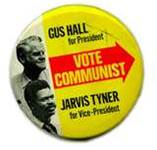 GUS HALL
for President
VOTE
COMMUNIST
JARVIS TYNER
for Vice-President